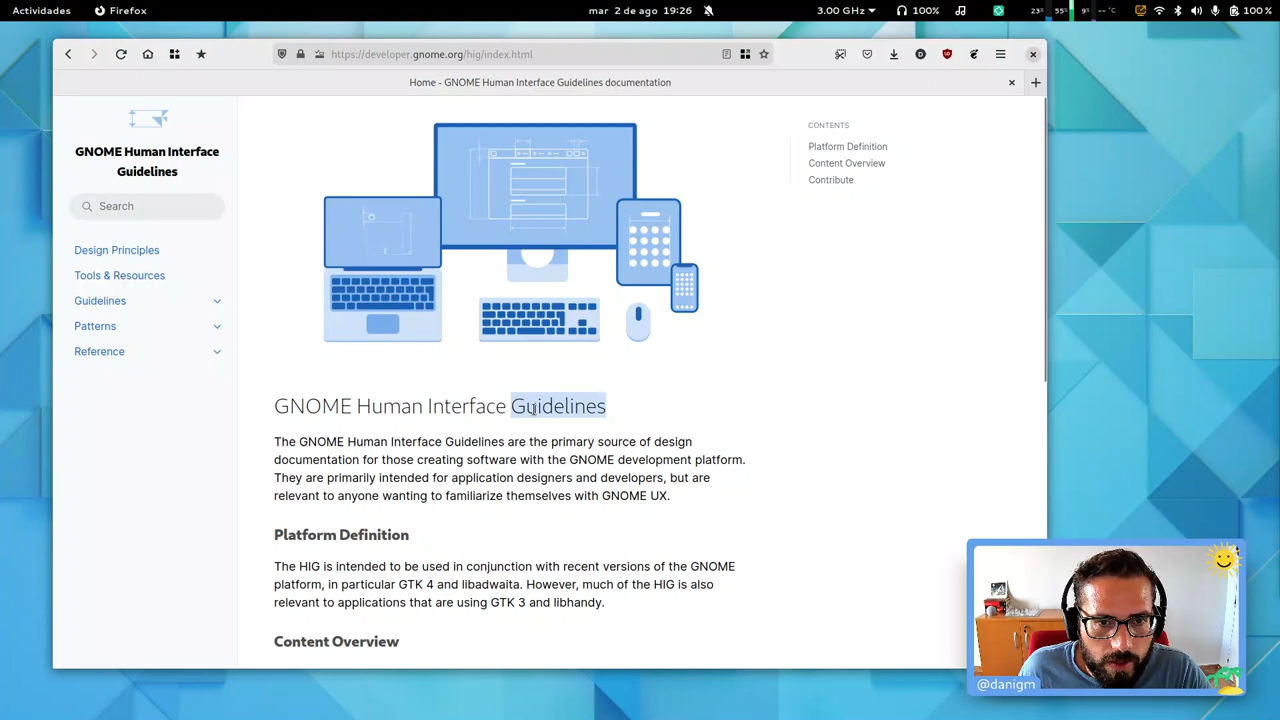 Actividades
Firefox
mar 2 de ago 19:26
3.00 GHz
100%
23%
55%
9%
-- °C
100 %
https://developer.gnome.org/hig/index.html
Home - GNOME Human Interface Guidelines documentation
GNOME Human Interface
Guidelines
Search
Design Principles
Tools & Resources
Guidelines
Patterns
Reference
CONTENTS
Platform Definition
Content Overview
Contribute
GNOME Human Interface Guidelines
The GNOME Human Interface Guidelines are the primary source of design
documentation for those creating software with the GNOME development platform.
They are primarily intended for application designers and developers, but are
relevant to anyone wanting to familiarize themselves with GNOME UX.
Platform Definition
The HIG is intended to be used in conjunction with recent versions of the GNOME
platform, in particular GTK 4 and libadwaita. However, much of the HIG is also
relevant to applications that are using GTK 3 and libhandy.
Content Overview
@danigm